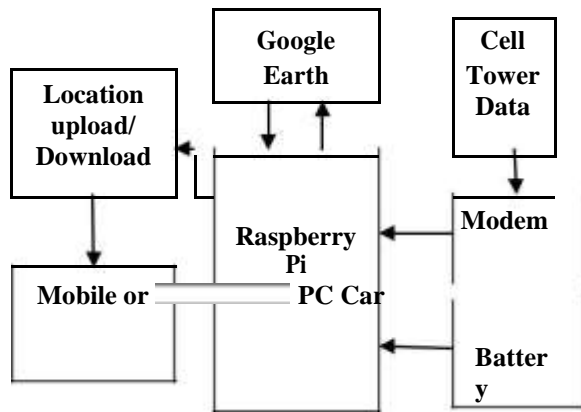 Google
Earth
Cell
Tower
Data
Location
upload/
Download
Raspberry
Pi
Modem
Mobile or
PC Car
Batter
y